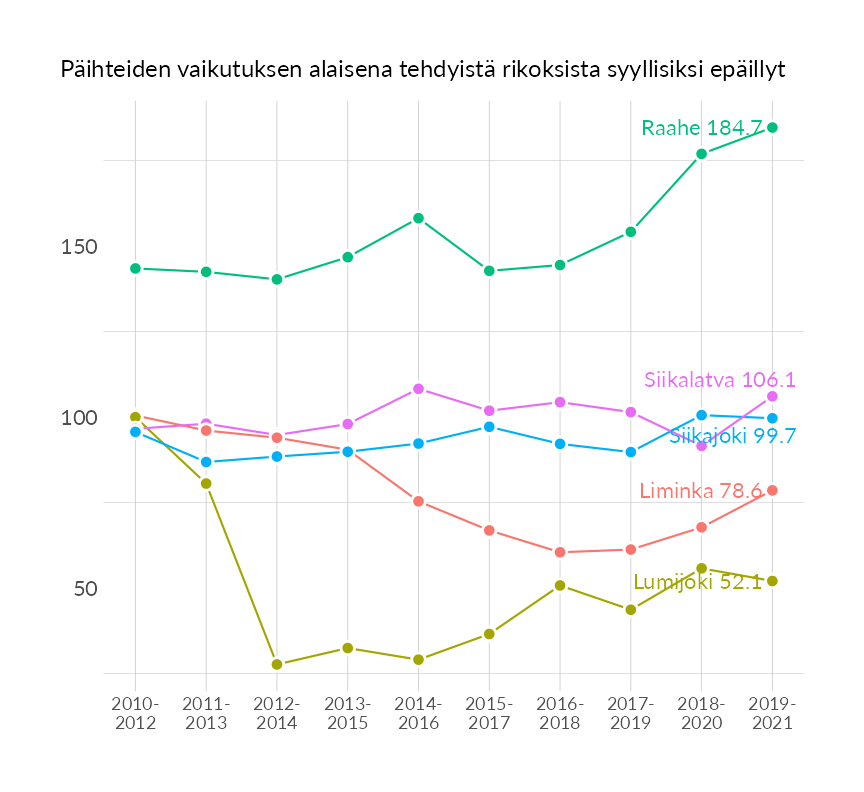 Päihteiden vaikutuksen alaisena tehdyistä rikoksista syyllisiksi epäillyt
Raahe 184.7
150
Siikalatva 106.1
100
Siikajoki 99.7
Liminka 78.6
Lumijoki 52.1
50
2010- 2011- 2012- 2013- 2014- 2015- 2016- 2017- 2018- 2019-
2012 2013 2014 2015 2016 2017 2018 2019 2020 2021